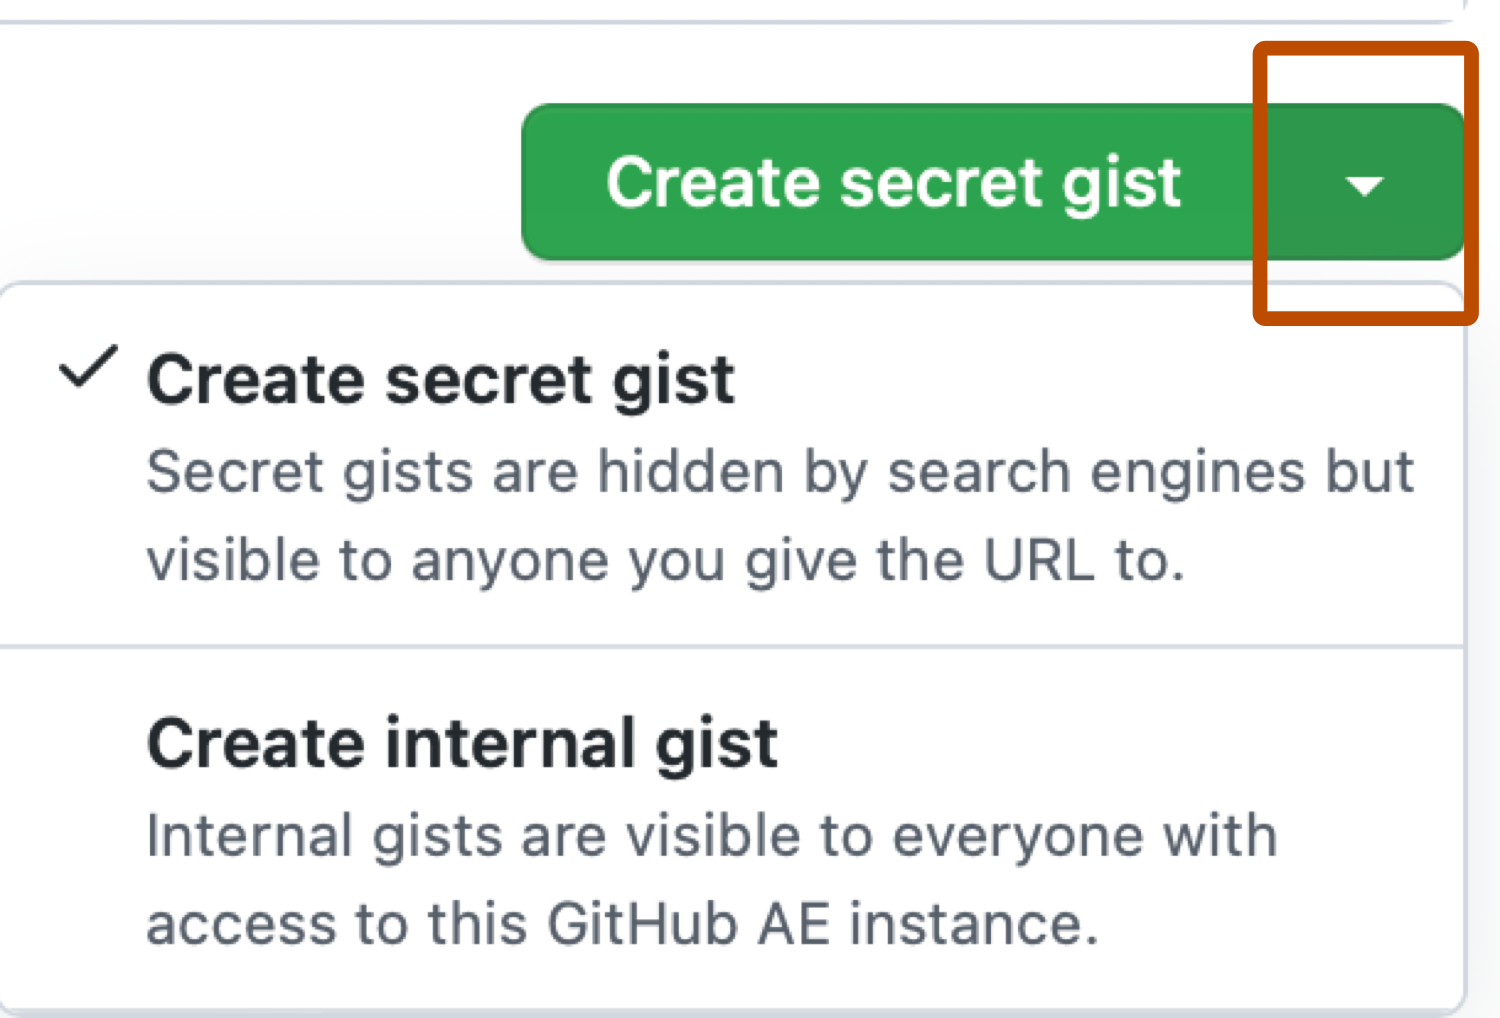 Create secret gist
Create secret gist
Secret gists are hidden by search engines but
visible to anyone you give the URL to.
Create internal gist
Internal gists are visible to everyone with
access to this GitHub AE instance.